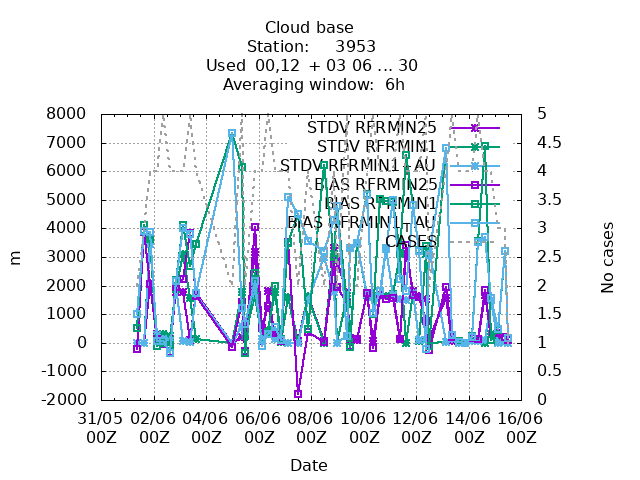 Cloud base
Station: 3953
Used 00,12 + 03 06 ... 30
Averaging window: 6h
8000
7000
6000
5000
4000
3000
2000
1000
0
-1000
-2000
m
5
4.5
4
3.5
3
2.5
2
1.5
1
0.5
0
No cases
STDV RFRMIN25
STDV RFRMIN1
STDV RFRMIN1+AU
BIAS RFRMIN25
BIAS RFRMIN1
BIAS RFRMIN1+AU
CASES
31/05 02/06 04/06 06/06 08/06 10/06 12/06 14/06 16/06
00Z 00Z 00Z 00Z 00Z 00Z 00Z 00Z 00Z
Date